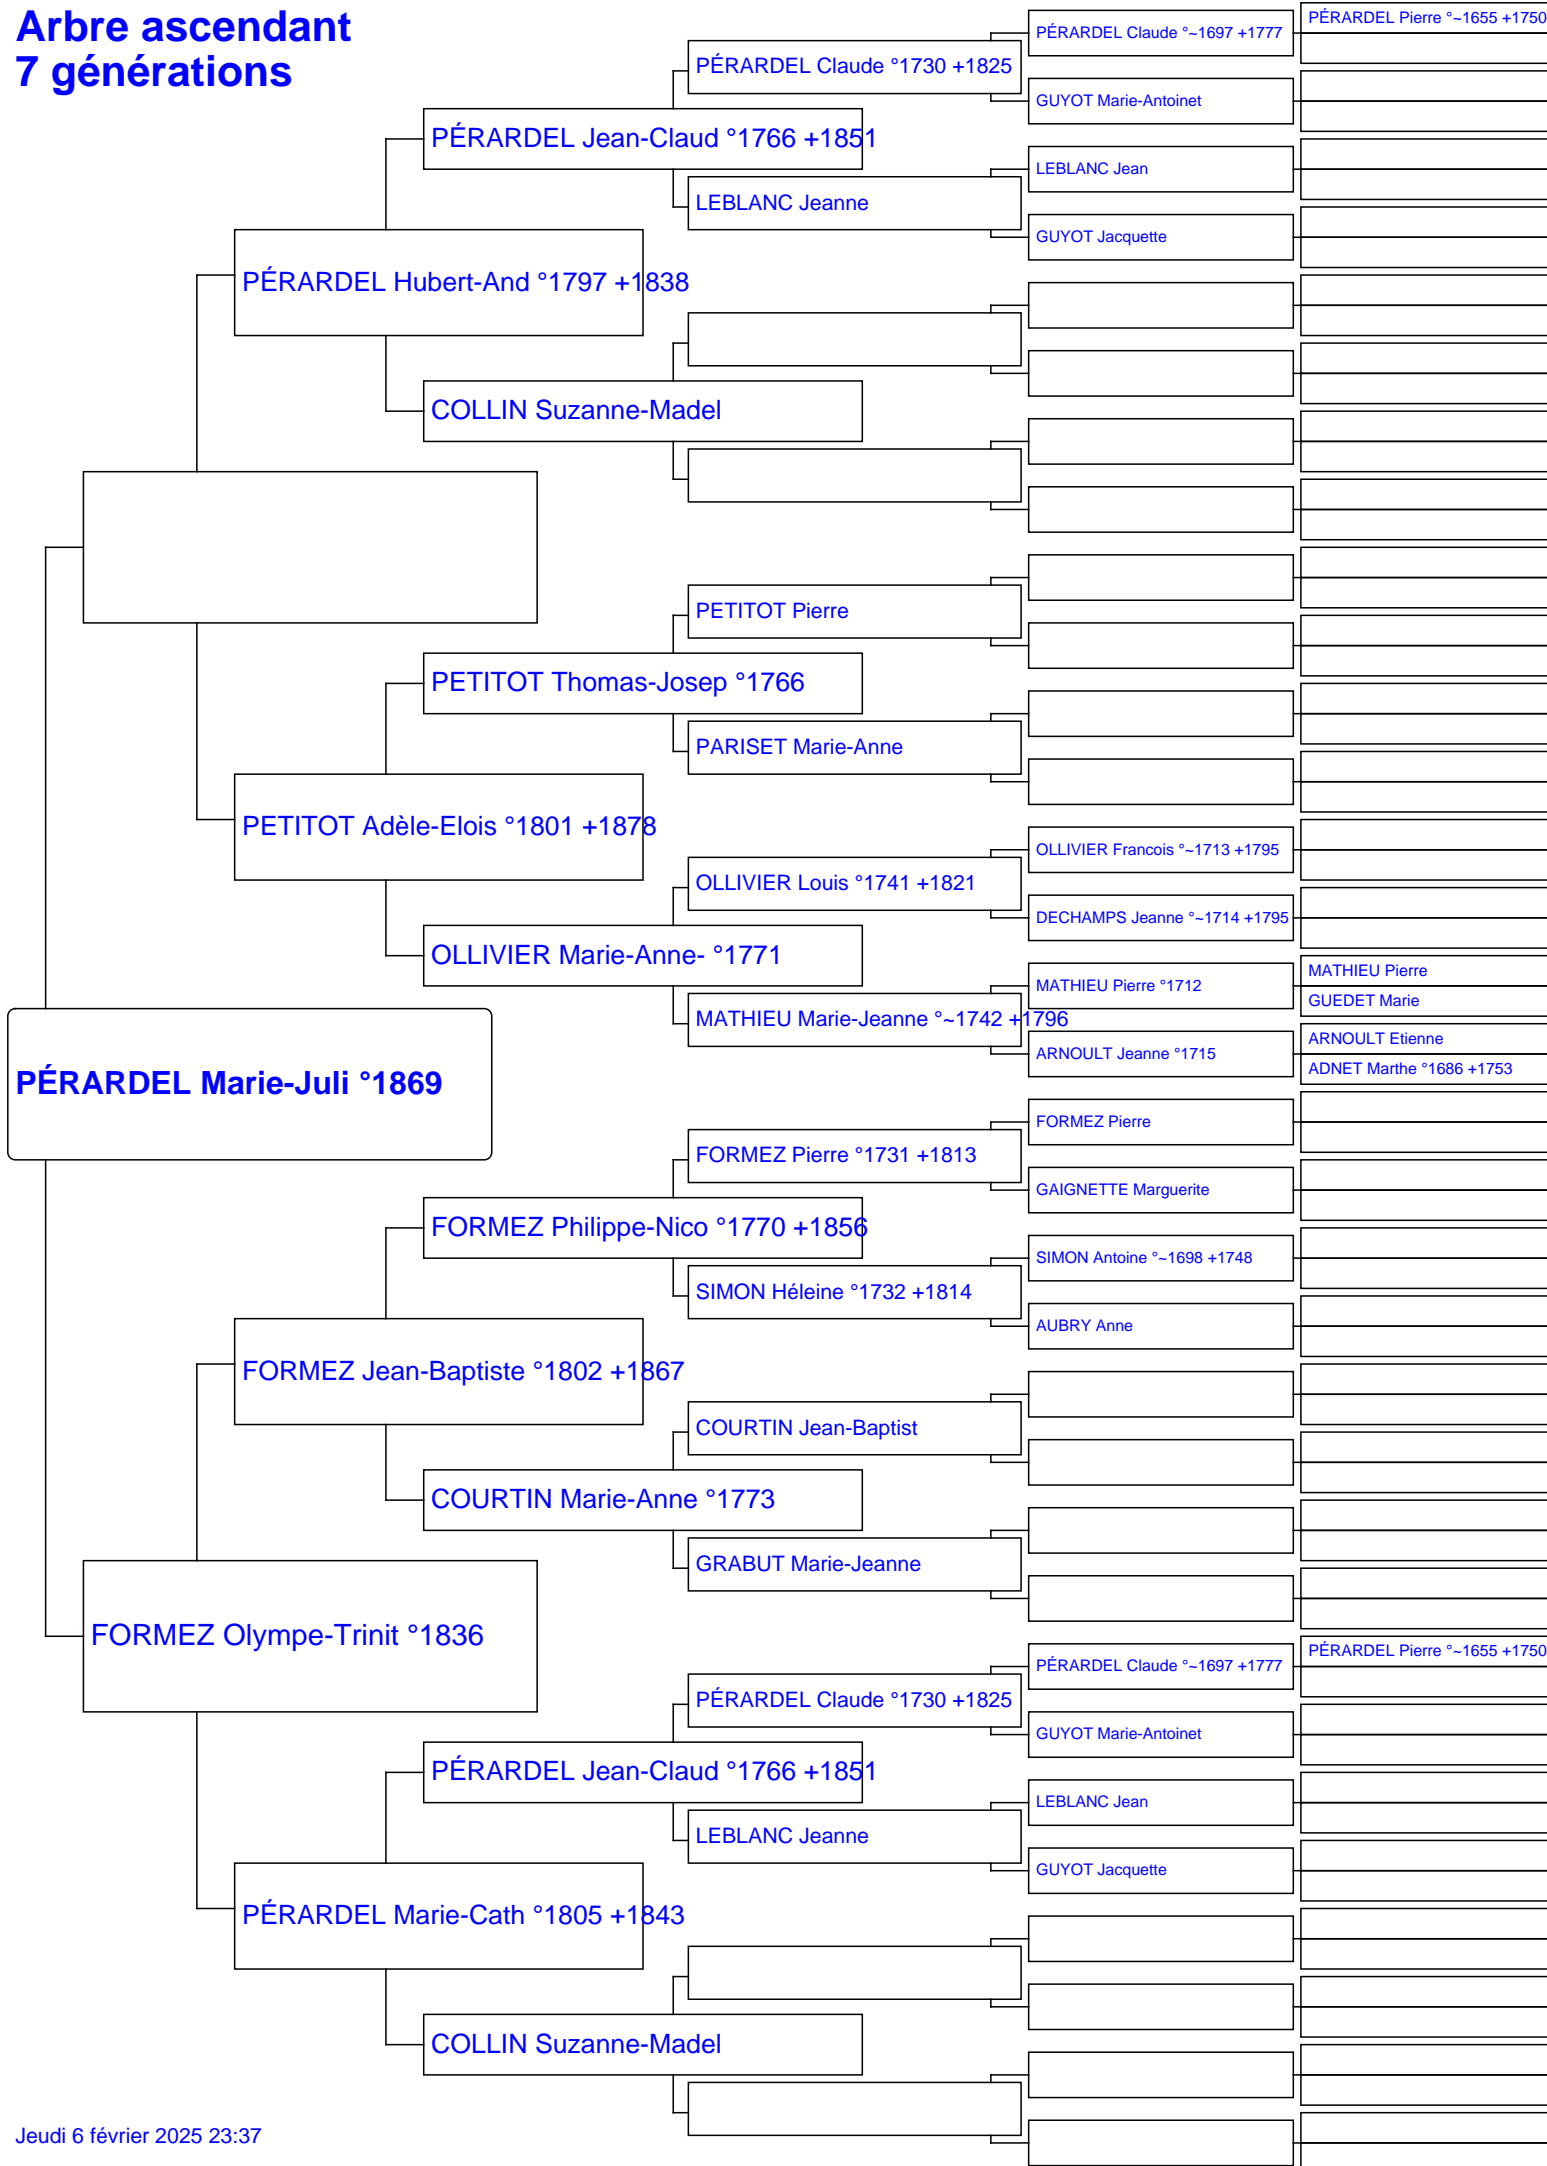 Arbre ascendant
7 générations
PÉRARDEL Pierre °~1655 +1750
PÉRARDEL Claude °~1697 +1777
PÉRARDEL Claude °1730 +1825
GUYOT Marie-Antoinet
PÉRARDEL Jean-Claud °1766 +1851
LEBLANC Jean
LEBLANC Jeanne
GUYOT Jacquette
PÉRARDEL Hubert-And °1797 +1838
COLLIN Suzanne-Madel
PETITOT Pierre
PETITOT Thomas-Josep °1766
PARISET Marie-Anne
PETITOT Adèle-Elois °1801 +1878
OLLIVIER Francois °~1713 +1795
OLLIVIER Louis °1741 +1821
DECHAMPS Jeanne °~1714 +1795
OLLIVIER Marie-Anne- °1771
MATHIEU Pierre
MATHIEU Pierre °1712
GUEDET Marie
MATHIEU Marie-Jeanne °~1742 +1796
ARNOULT Etienne
ARNOULT Jeanne °1715
ADNET Marthe °1686 +1753
PÉRARDEL Marie-Juli °1869
FORMEZ Pierre
FORMEZ Pierre °1731 +1813
GAIGNETTE Marguerite
FORMEZ Philippe-Nico °1770 +1856
SIMON Antoine °~1698 +1748
SIMON Héleine °1732 +1814
AUBRY Anne
FORMEZ Jean-Baptiste °1802 +1867
COURTIN Jean-Baptist
COURTIN Marie-Anne °1773
GRABUT Marie-Jeanne
FORMEZ Olympe-Trinit °1836
PÉRARDEL Pierre °~1655 +1750
PÉRARDEL Claude °~1697 +1777
PÉRARDEL Claude °1730 +1825
GUYOT Marie-Antoinet
PÉRARDEL Jean-Claud °1766 +1851
LEBLANC Jean
LEBLANC Jeanne
GUYOT Jacquette
PÉRARDEL Marie-Cath °1805 +1843
COLLIN Suzanne-Madel
Jeudi 6 février 2025 23:37